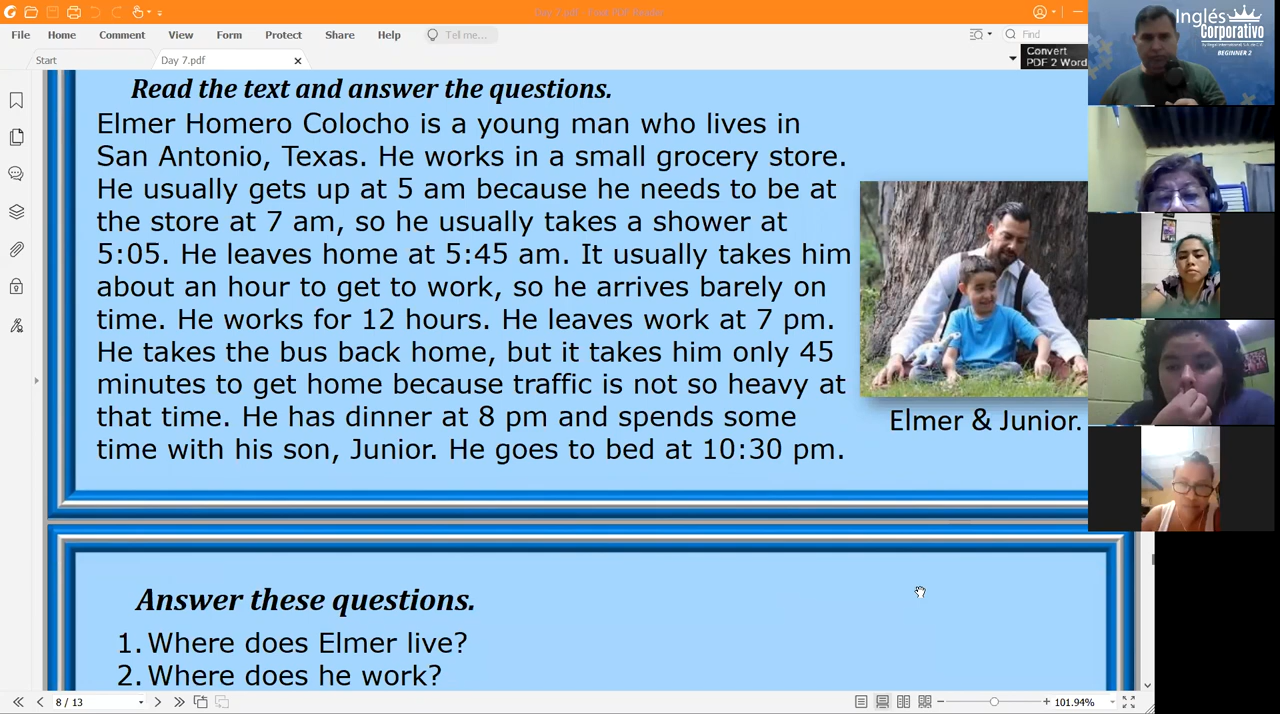 Day 7.pdf - Foxit PDF Reader
File Home Comment View Form Protect Share Help Tell me... Find
Start Day 7.pdf
Convert
PDF 2 Word
Read the text and answer the questions.
Elmer Homero Colocho is a young man who lives in
San Antonio, Texas. He works in a small grocery store.
He usually gets up at 5 am because he needs to be at
the store at 7 am, so he usually takes a shower at
5:05. He leaves home at 5:45 am. It usually takes him
about an hour to get to work, so he arrives barely on
time. He works for 12 hours. He leaves work at 7 pm.
He takes the bus back home, but it takes him only 45
minutes to get home because traffic is not so heavy at
that time. He has dinner at 8 pm and spends some
time with his son, Junior. He goes to bed at 10:30 pm.
Elmer & Junior.
Answer these questions.
1. Where does Elmer live?
2. Where does he work?
8 / 13
101.94%
Inglés
Corporativo
BEGINNER 2